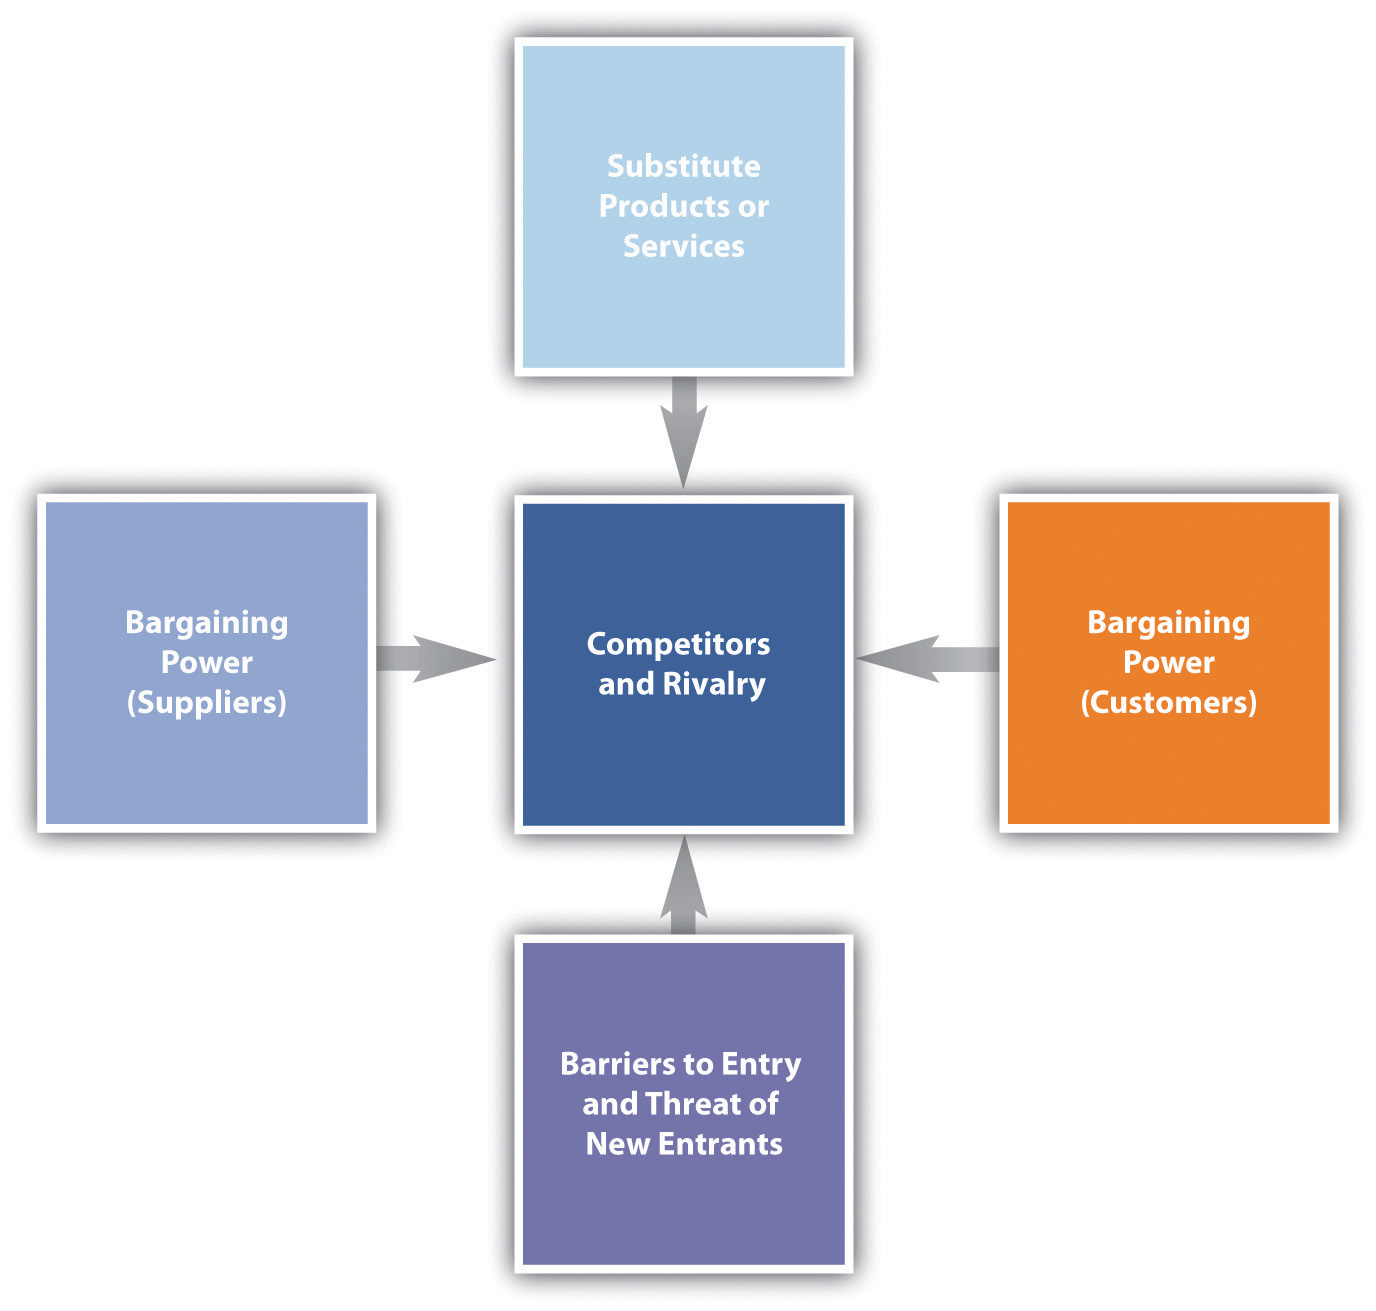 Substitute
Products or
Services
Bargaining
Power
(Suppliers)
Competitors
and Rivalry
Bargaining
Power
(Customers)
Barriers to Entry
and Threat of
New Entrants